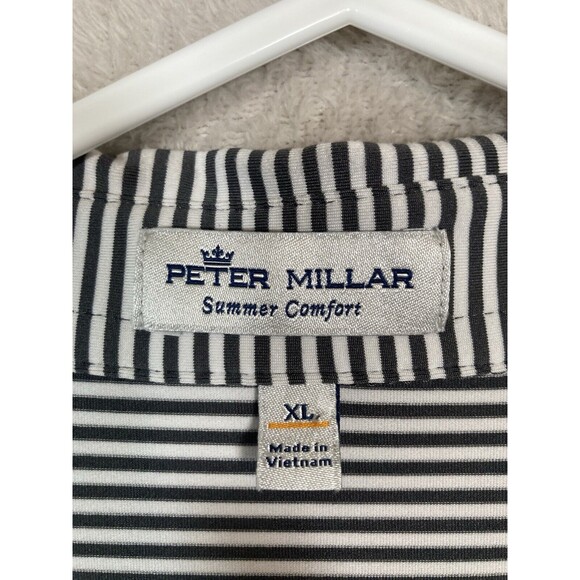 PETER MILLAR
Summer Comfort
XL
Made in
Vietnam